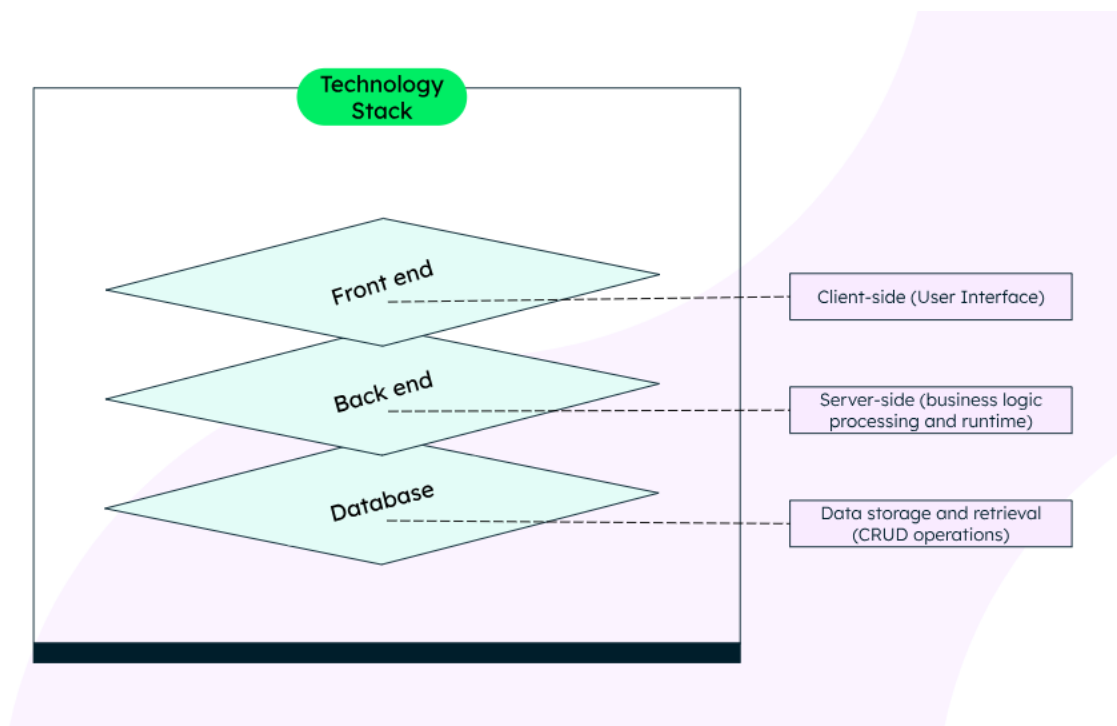 Technology
Stack
Front end
Client-side (User Interface)
Back end
Server-side (business logic
processing and runtime)
Database
Data storage and retrieval
(CRUD operations)